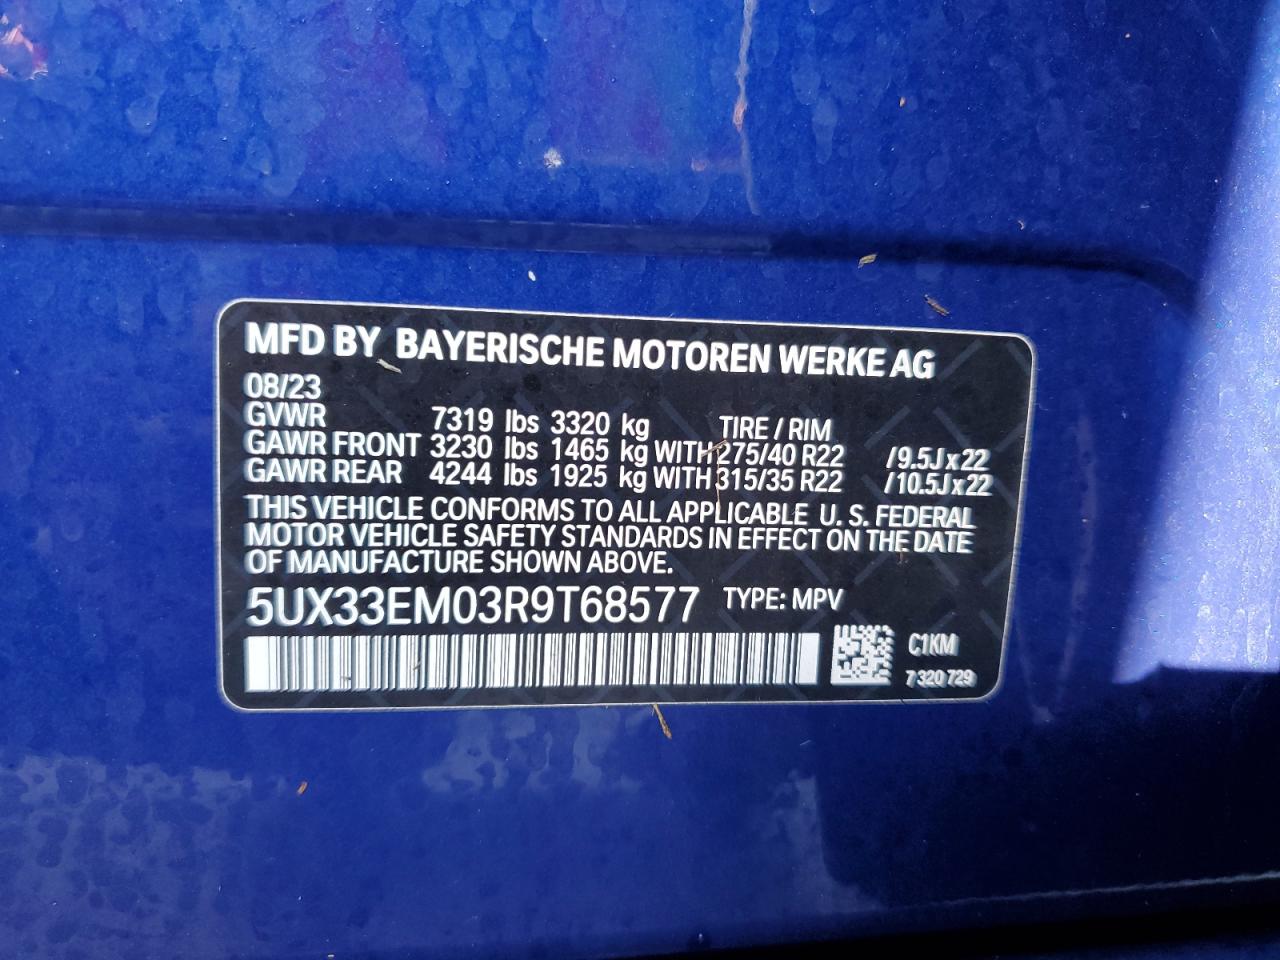 MFD BY BAYERISCHE MOTOREN WERKE AG
08/23
GVWR 7319 lbs 3320 kg TIRE / RIM
GAWR FRONT 3230 lbs 1465 kg WITH 275/40 R22 /9.5J x 22
GAWR REAR 4244 lbs 1925 kg WITH 315/35 R22 /10.5J x 22
THIS VEHICLE CONFORMS TO ALL APPLICABLE U. S. FEDERAL
MOTOR VEHICLE SAFETY STANDARDS IN EFFECT ON THE DATE
OF MANUFACTURE SHOWN ABOVE.
5UX33EM03R9T68577 TYPE: MPV
C1KM
7 320 729